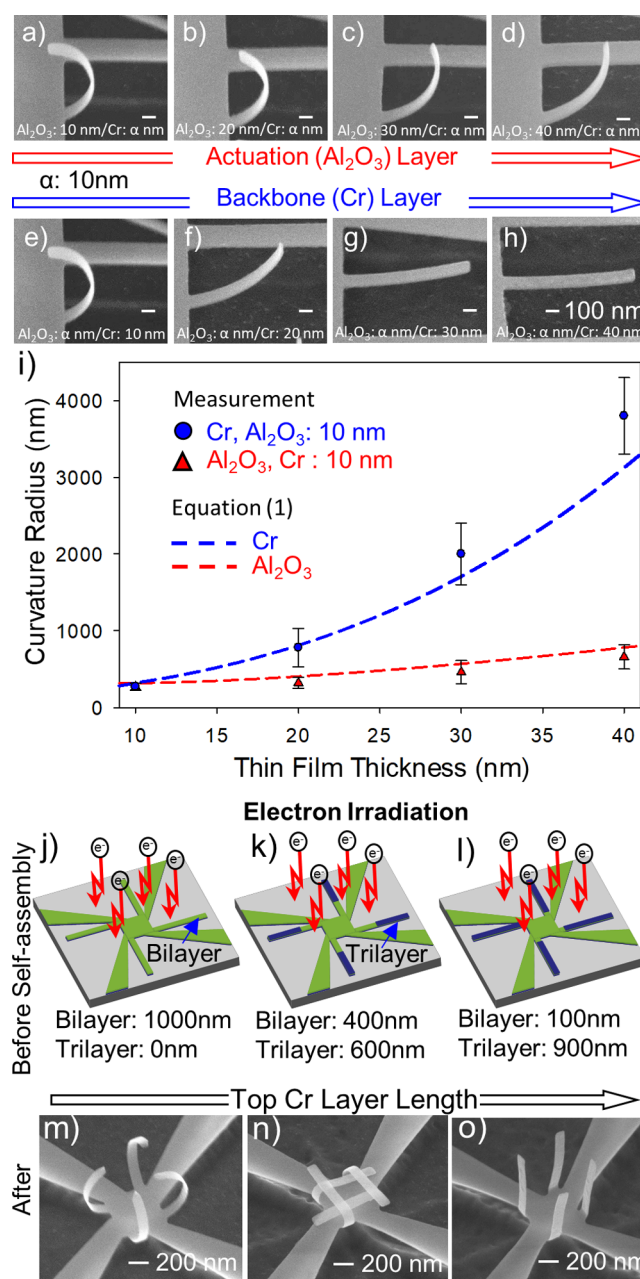 a)
b)
c)
d)
Al₂O₃: 10 nm/Cr: α nm
Al₂O₃: 20 nm/Cr: α nm
Al₂O₃: 30 nm/Cr: α nm
Al₂O₃: 40 nm/Cr: α nm
Actuation (Al₂O₃) Layer
α: 10nm
Backbone (Cr) Layer
e)
f)
g)
h)
100 nm
Al₂O₃: α nm/Cr: 10 nm
Al₂O₃: α nm/Cr: 20 nm
Al₂O₃: α nm/Cr: 30 nm
Al₂O₃: α nm/Cr: 40 nm
i)
Curvature Radius (nm)
4000
3000
2000
1000
0
Measurement
Cr, Al₂O₃: 10 nm
Al₂O₃, Cr : 10 nm
Equation (1)
Cr
Al₂O₃
10 15 20 25 30 35 40
Thin Film Thickness (nm)
Electron Irradiation
Before Self-assembly
j)
k)
l)
e⁻ e⁻ e⁻ e⁻
e⁻ e⁻ e⁻ e⁻
e⁻ e⁻ e⁻ e⁻
Bilayer
Trilayer
Bilayer: 1000nm
Trilayer: 0nm
Bilayer: 400nm
Trilayer: 600nm
Bilayer: 100nm
Trilayer: 900nm
Top Cr Layer Length
After
m)
n)
o)
200 nm
200 nm
200 nm